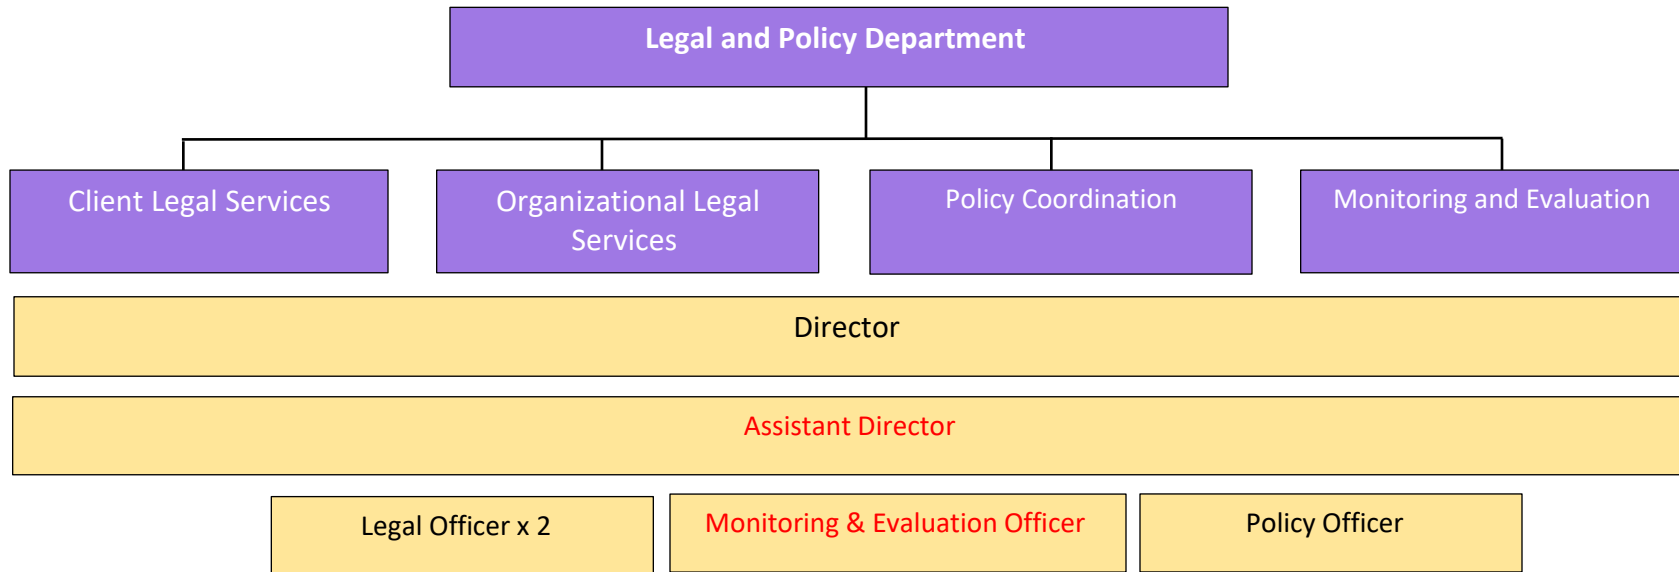 Legal and Policy Department
Client Legal Services
Organizational Legal
Services
Policy Coordination
Monitoring and Evaluation
Director
Assistant Director
Legal Officer x 2
Monitoring & Evaluation Officer
Policy Officer